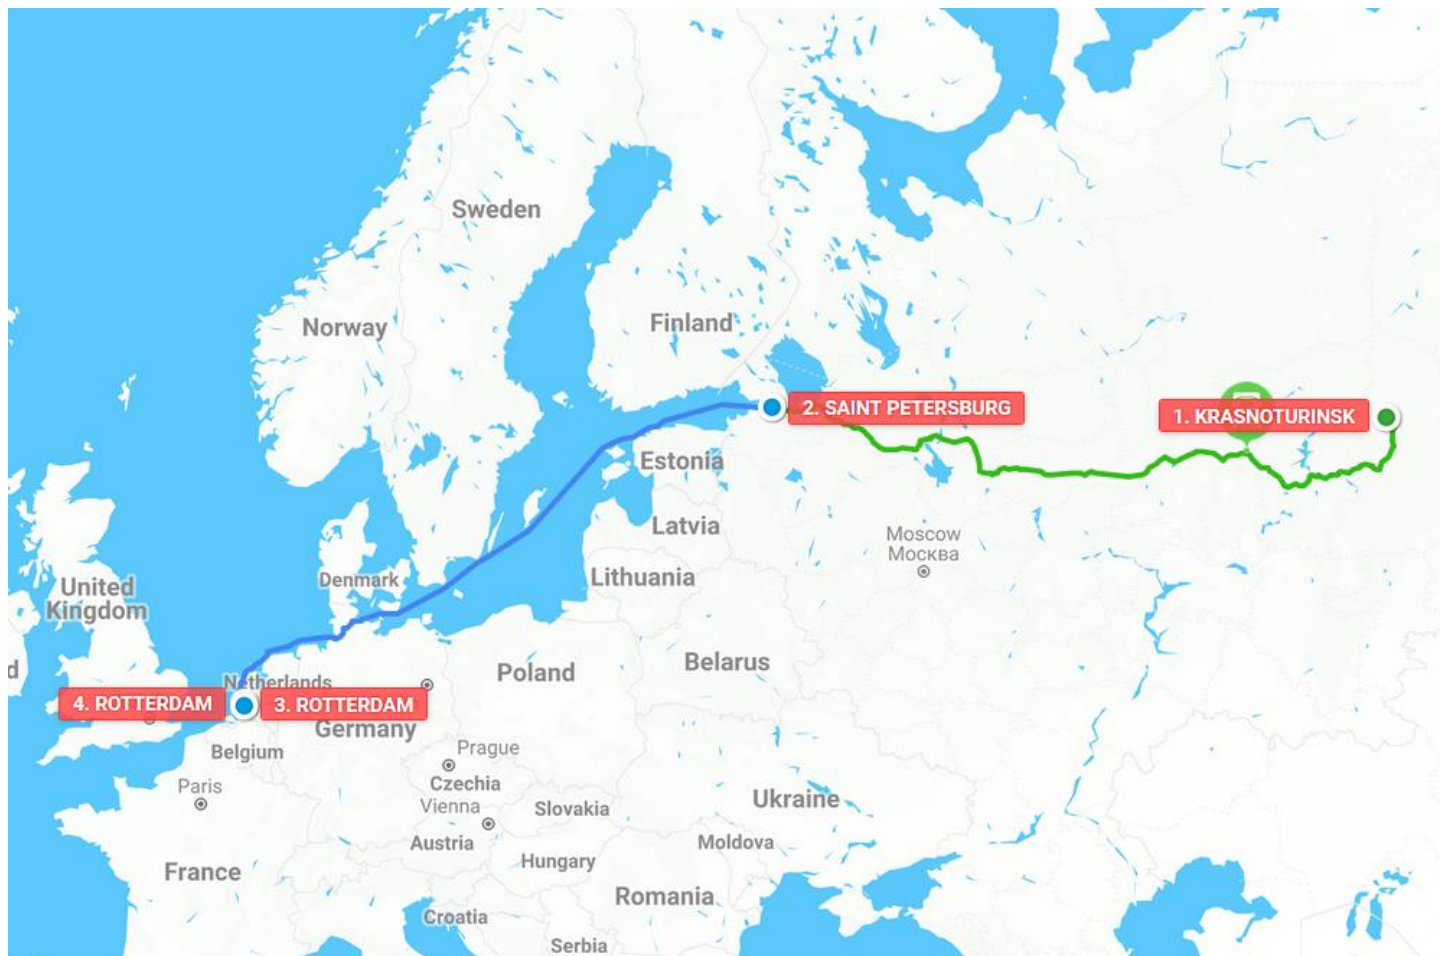 Sweden
Norway
Finland
2. SAINT PETERSBURG
1. KRASNOTURINSK
Estonia
Latvia
Moscow
Москва
Lithuania
Denmark
United
Kingdom
d
Poland
Belarus
Netherlands
4. ROTTERDAM
3. ROTTERDAM
Germany
Belgium
Prague
Czechia
Paris
Vienna
Slovakia
Ukraine
Austria
Moldova
Hungary
France
Romania
Croatia
Serbia